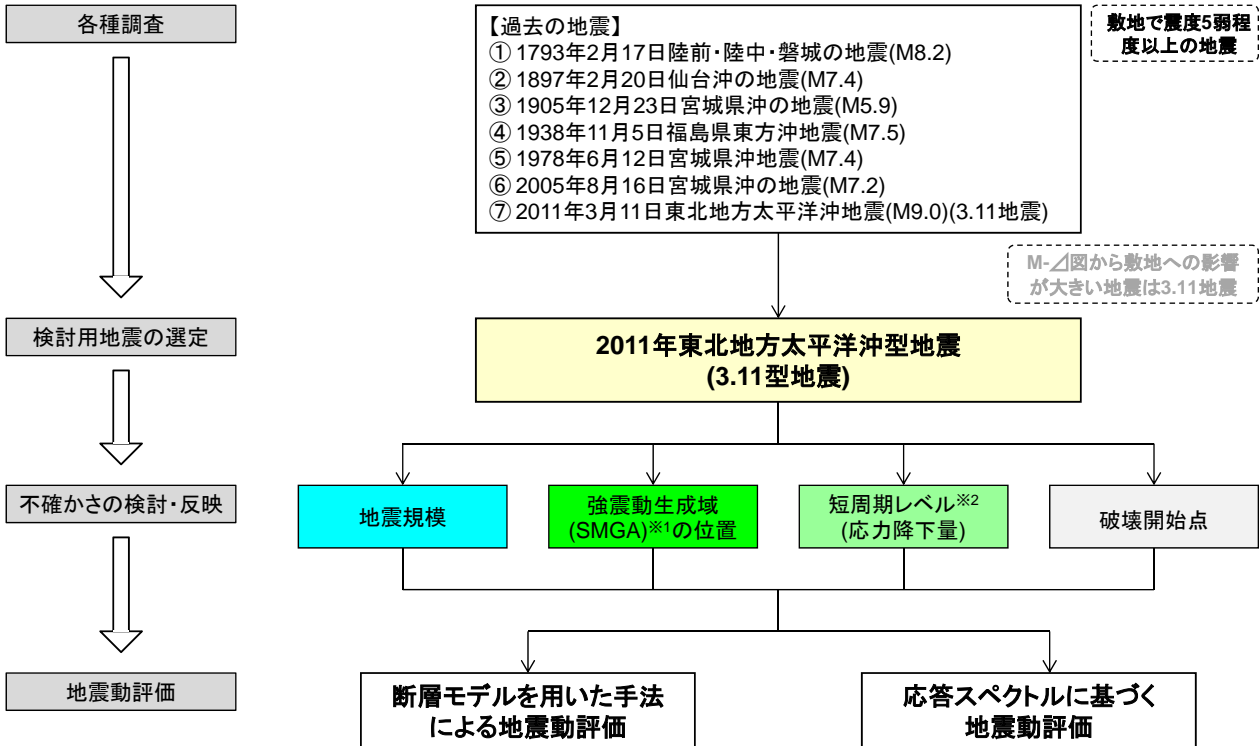 各種調査
【過去の地震】
① 1793年2月17日陸前・陸中・磐城の地震(M8.2)
② 1897年2月20日仙台沖の地震(M7.4)
③ 1905年12月23日宮城県沖の地震(M5.9)
④ 1938年11月5日福島県東方沖地震(M7.5)
⑤ 1978年6月12日宮城県沖地震(M7.4)
⑥ 2005年8月16日宮城県沖の地震(M7.2)
⑦ 2011年3月11日東北地方太平洋沖地震(M9.0)(3.11地震)
敷地で震度5弱程
度以上の地震
M-⊿図から敷地への影響
が大きい地震は3.11地震
検討用地震の選定
2011年東北地方太平洋沖型地震
(3.11型地震)
不確かさの検討・反映
地震規模
強震動生成域
(SMGA)※1の位置
短周期レベル※2
(応力降下量)
破壊開始点
地震動評価
断層モデルを用いた手法
による地震動評価
応答スペクトルに基づく
地震動評価